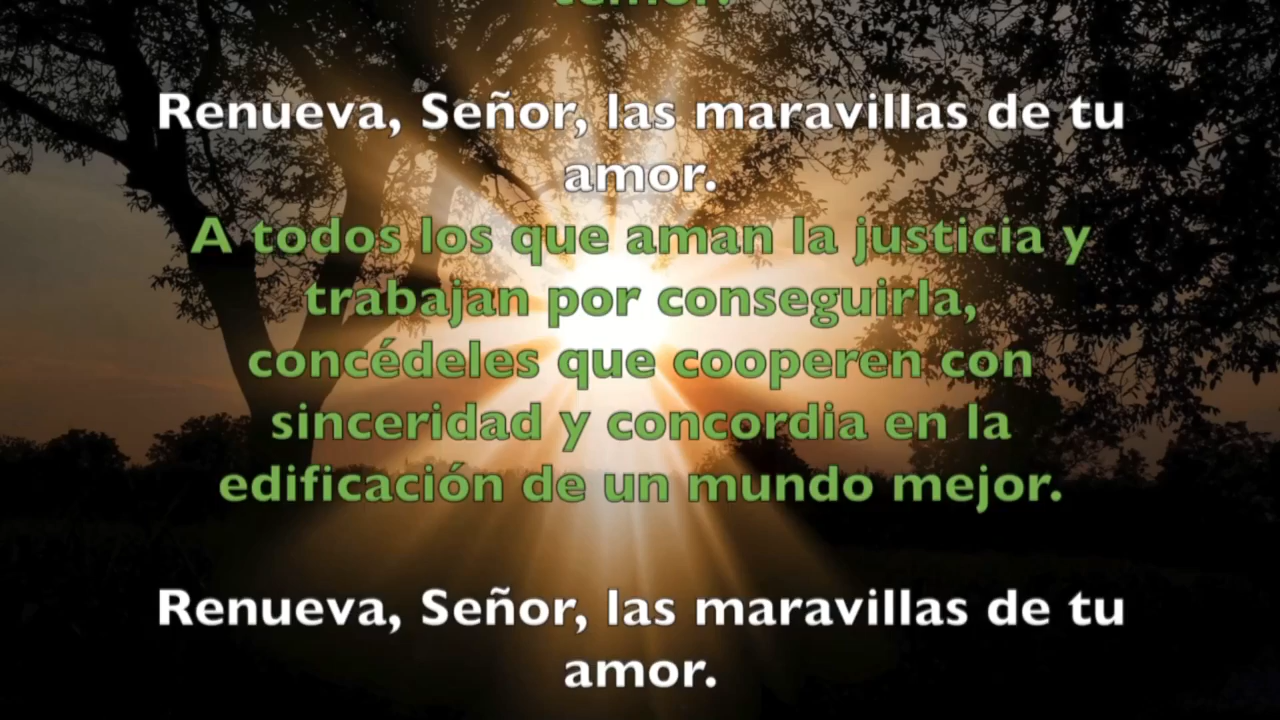 temor.
Renueva, Señor, las maravillas de tu
amor.
A todos los que aman la justicia y
trabajan por conseguirla,
concédeles que cooperen con
sinceridad y concordia en la
edificación de un mundo mejor.
Renueva, Señor, las maravillas de tu
amor.